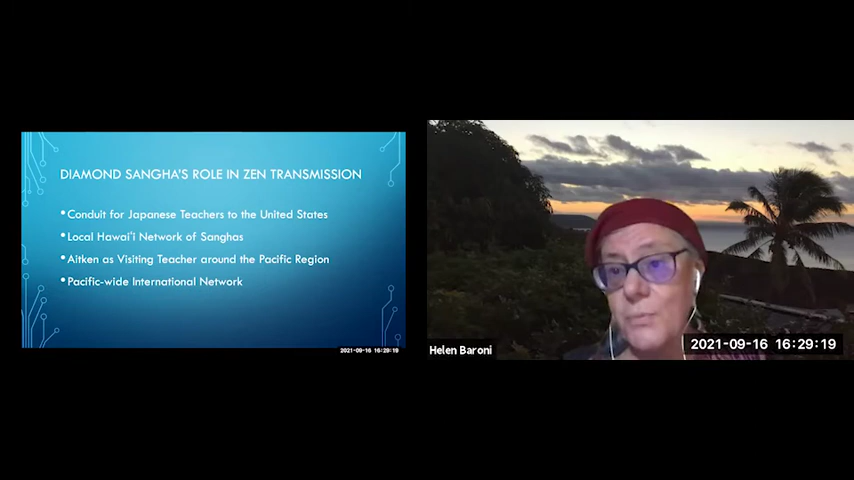 DIAMOND SANGHA'S ROLE IN ZEN TRANSMISSION
•Conduit for Japanese Teachers to the United States
•Local Hawai'i Network of Sanghas
•Aitken as Visiting Teacher around the Pacific Region
•Pacific-wide International Network
2021-09-16 16:29:19
Helen Baroni
2021-09-16 16:29:19